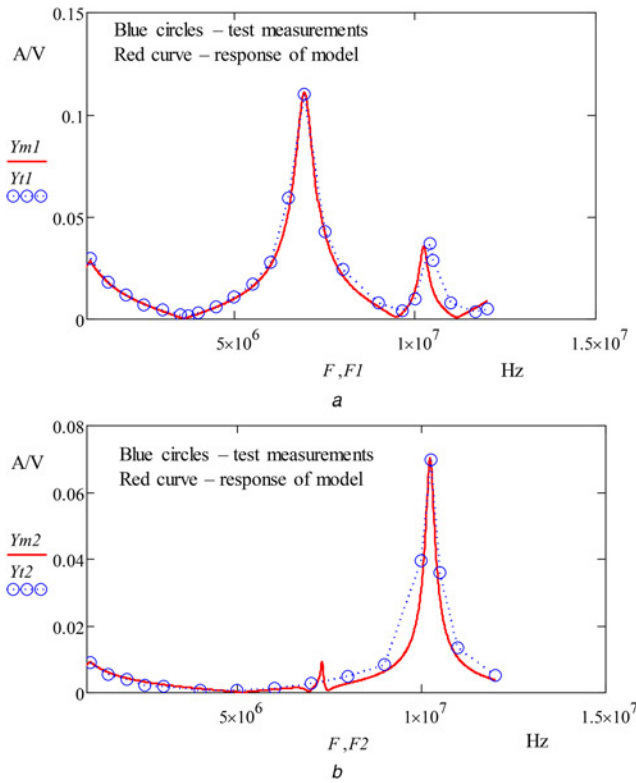 0.15
Blue circles – test measurements
Red curve – response of model
A/V
0.1
Ym1
Yt1
0.05
0
5×10⁶
1×10⁷
1.5×10⁷
F ,F1
Hz
a
0.08
Blue circles – test measurements
Red curve – response of model
A/V
0.06
Ym2
Yt2
0.04
0.02
0
5×10⁶
1×10⁷
1.5×10⁷
F ,F2
Hz
b